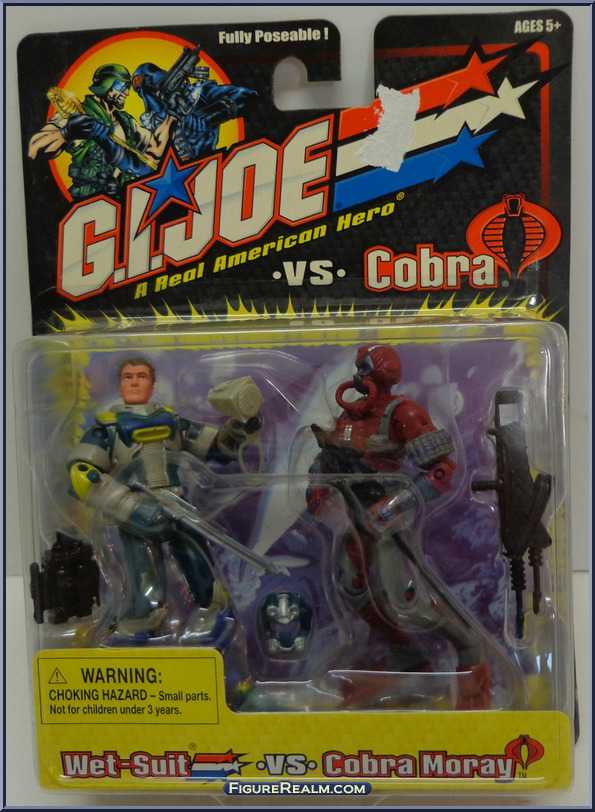 Fully Poseable !
AGES 5+
G.I.JOE
A Real American Hero®
·VS· Cobra®
WARNING:
CHOKING HAZARD – Small parts.
Not for children under 3 years.
Wet-Suit® ·VS· Cobra Moray™
FIGUREREALM.COM